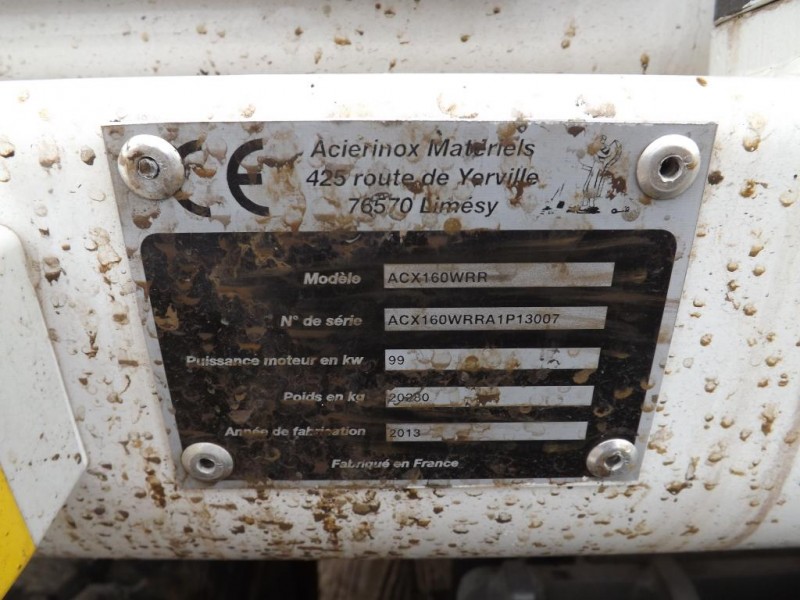 CE
Acierinox Matériels
425 route de Yerville
76570 Limésy
Modèle ACX160WRR
N° de série ACX160WRRA1P13007
Puissance moteur en kw 99
Poids en kg 20280
Année de fabrication 2013
Fabriqué en France